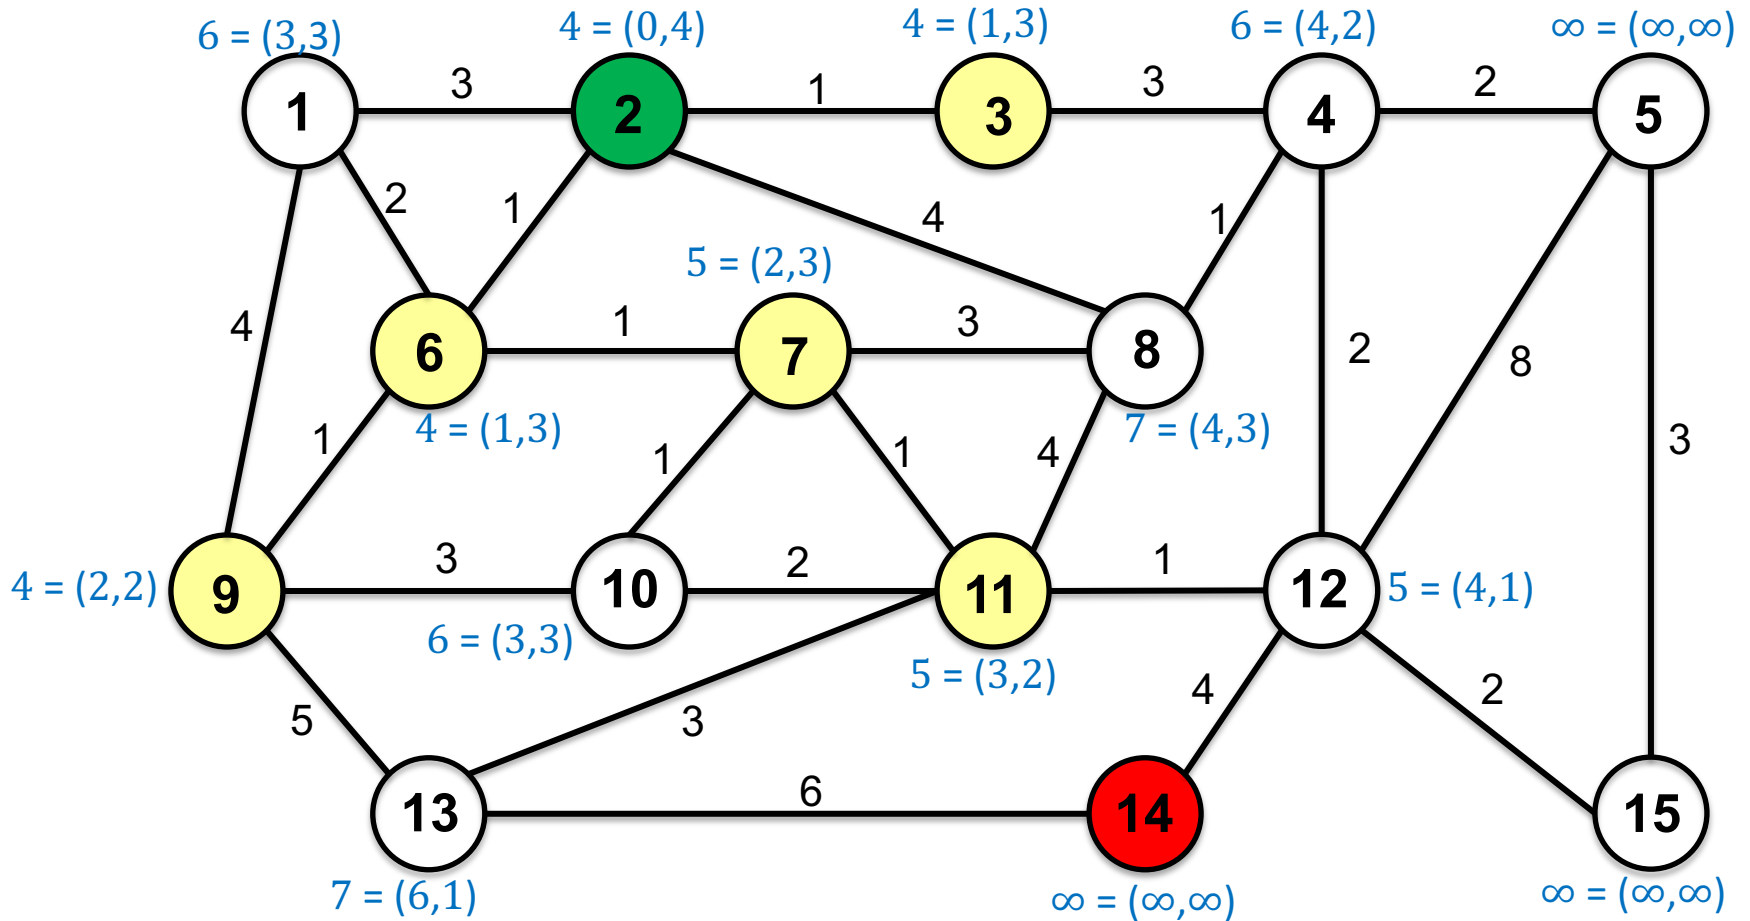 6 = (3,3)
4 = (0,4)
4 = (1,3)
6 = (4,2)
∞ = (∞,∞)
1
3
2
1
3
3
4
2
5
2
1
4
1
5 = (2,3)
4
6
1
7
3
8
2
8
3
4 = (1,3)
7 = (4,3)
1
1
1
4
4 = (2,2)
9
3
10
2
11
1
12
5 = (4,1)
6 = (3,3)
5 = (3,2)
5
3
4
2
13
6
14
15
7 = (6,1)
∞ = (∞,∞)
∞ = (∞,∞)